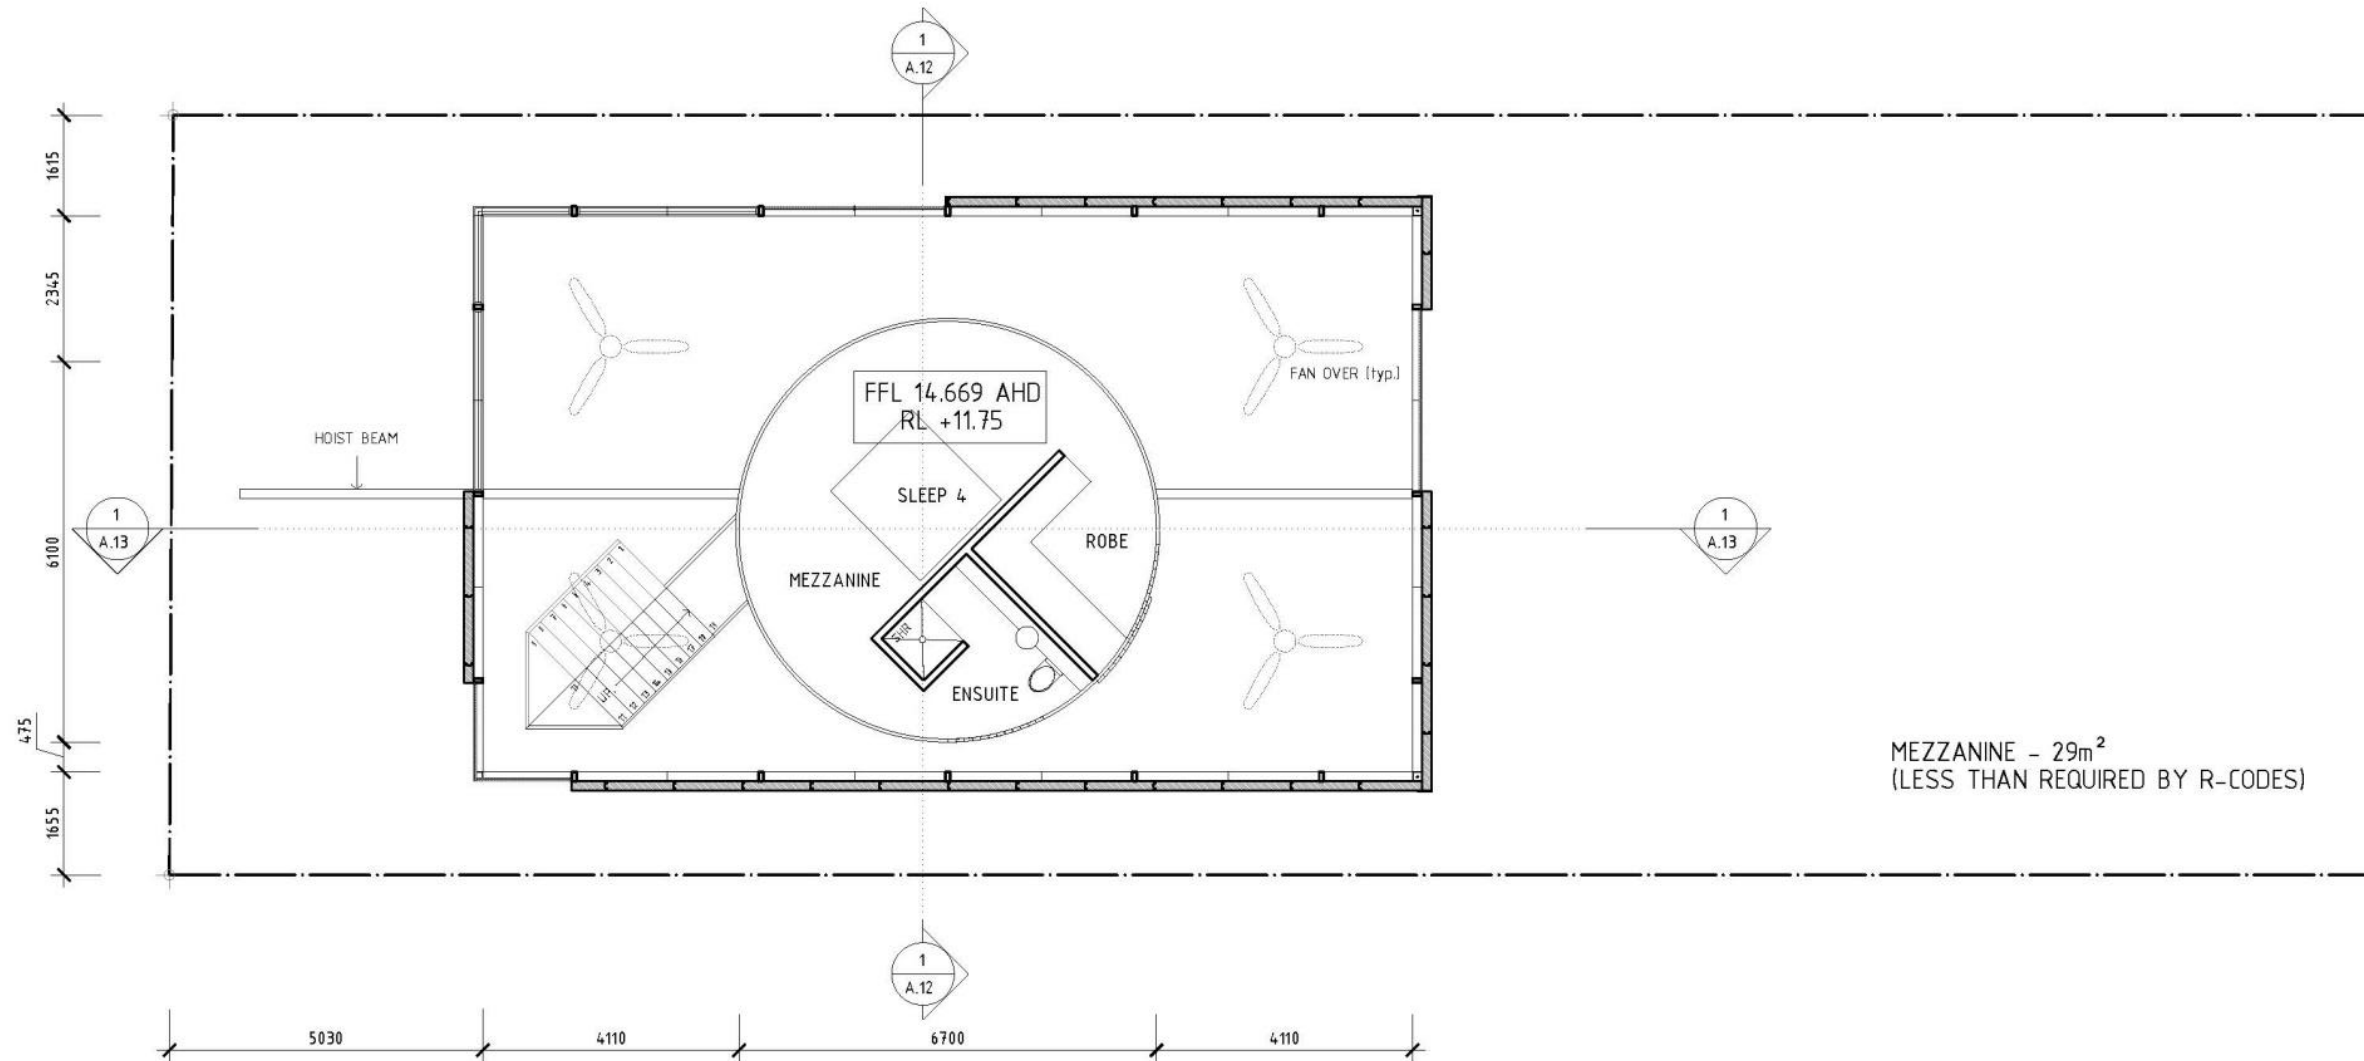 1
A.12
1615
2345
6100
475
1655
HOIST BEAM
1
A.13
FFL 14.669 AHD
RL +11.75
FAN OVER (typ.)
SLEEP 4
ROBE
MEZZANINE
SHR
ENSUITE
UP
1
A.13
MEZZANINE - 29m²
(LESS THAN REQUIRED BY R-CODES)
1
A.12
5030
4110
6700
4110